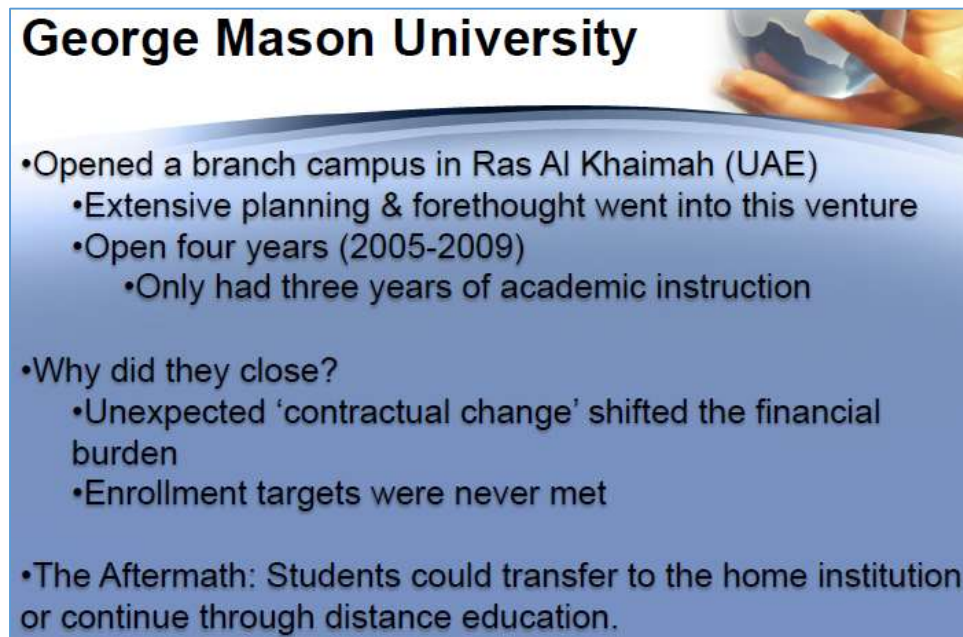 George Mason University
•Opened a branch campus in Ras Al Khaimah (UAE)
•Extensive planning & forethought went into this venture
•Open four years (2005-2009)
•Only had three years of academic instruction
•Why did they close?
•Unexpected ‘contractual change’ shifted the financial
burden
•Enrollment targets were never met
•The Aftermath: Students could transfer to the home institution
or continue through distance education.